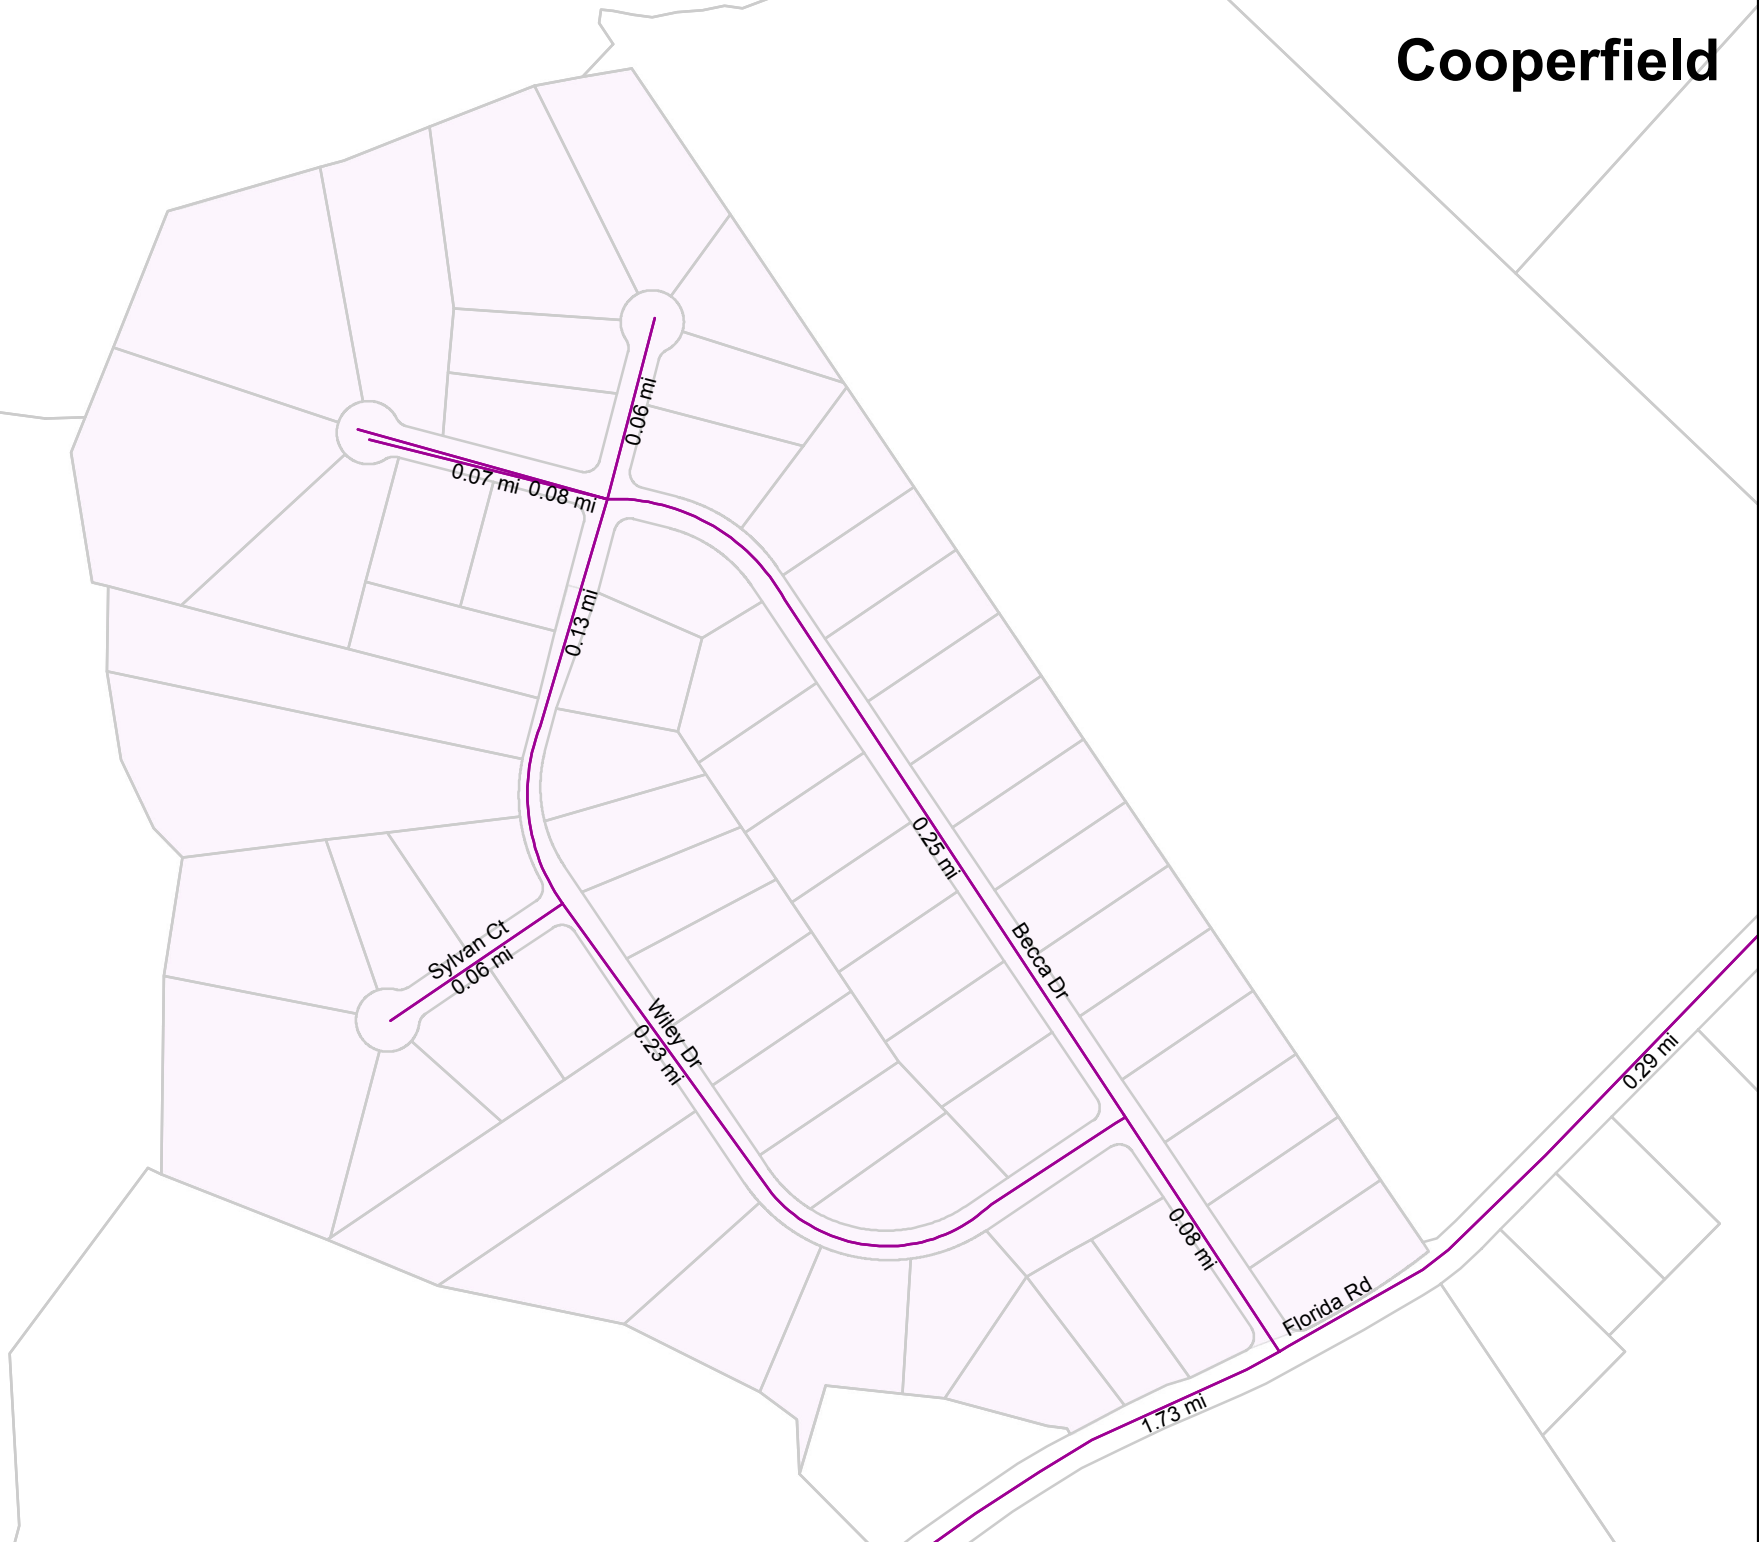 Cooperfield
0.06 mi
0.07 mi
0.08 mi
0.13 mi
0.25 mi
Becca Dr
Sylvan Ct
0.06 mi
Wiley Dr
0.23 mi
0.29 mi
0.08 mi
Florida Rd
1.73 mi